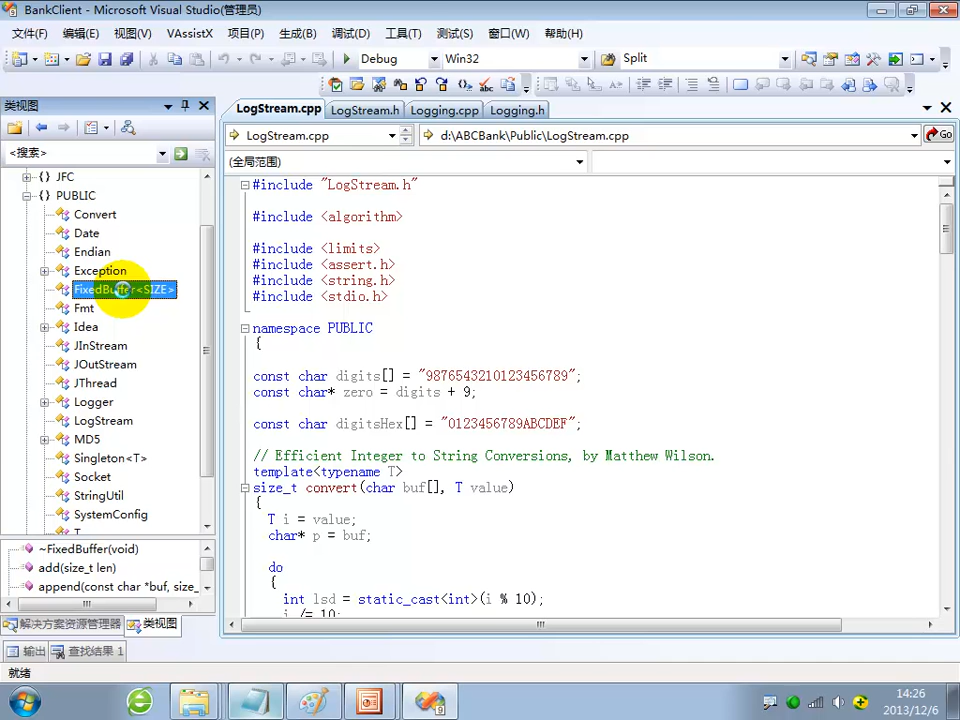 BankClient - Microsoft Visual Studio(管理员)
文件(F) 编辑(E) 视图(V) VAssistX 项目(P) 生成(B) 调试(D) 工具(T) 测试(S) 窗口(W) 帮助(H)
Debug Win32 Split
类视图
LogStream.cpp LogStream.h Logging.cpp Logging.h
LogStream.cpp d:\ABCBank\Public\LogStream.cpp Go
<搜索>
(全局范围)
{} JFC
{} PUBLIC
Convert
Date
Endian
Exception
FixedBuffer<SIZE>
Fmt
Idea
JInStream
JOutStream
JThread
Logger
LogStream
MD5
Singleton<T>
Socket
StringUtil
SystemConfig
~FixedBuffer(void)
add(size_t len)
append(const char *buf, size_
#include "LogStream.h"
#include <algorithm>
#include <limits>
#include <assert.h>
#include <string.h>
#include <stdio.h>
namespace PUBLIC
{
const char digits[] = "9876543210123456789";
const char* zero = digits + 9;
const char digitsHex[] = "0123456789ABCDEF";
// Efficient Integer to String Conversions, by Matthew Wilson.
template<typename T>
size_t convert(char buf[], T value)
{
T i = value;
char* p = buf;
do
{
int lsd = static_cast<int>(i % 10);
i /= 10;
解决方案资源管理器 类视图
输出 查找结果 1
就绪
14:26
2013/12/6